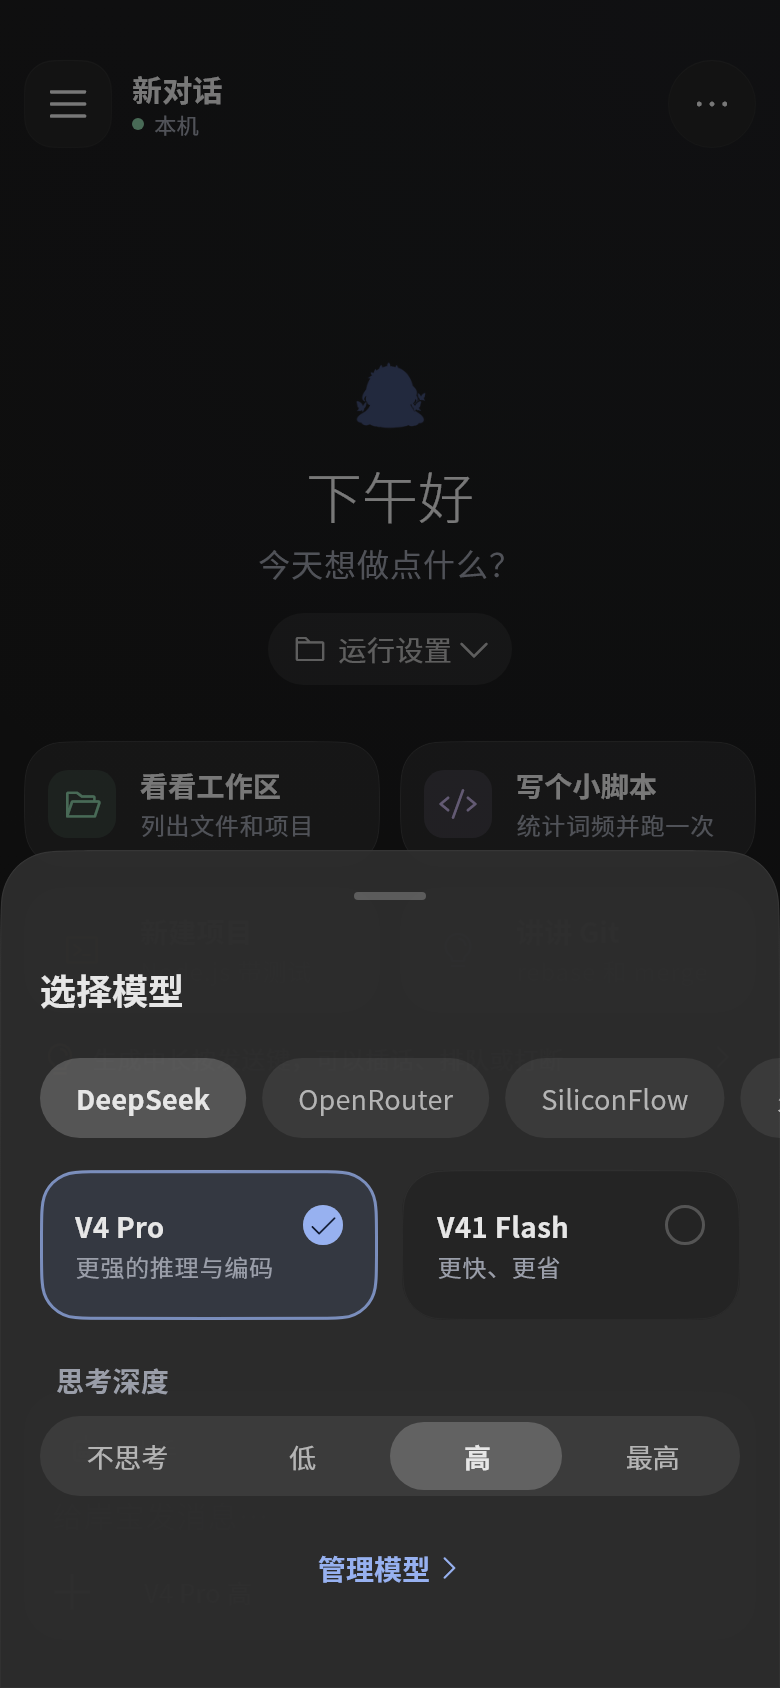 新对话
本机
下午好
今天想做点什么？
运行设置
看看工作区
列出文件和项目
写个小脚本
统计词频并跑一次
选择模型
DeepSeek
OpenRouter
SiliconFlow
V4 Pro
更强的推理与编码
V41 Flash
更快、更省
思考深度
不思考
低
高
最高
管理模型